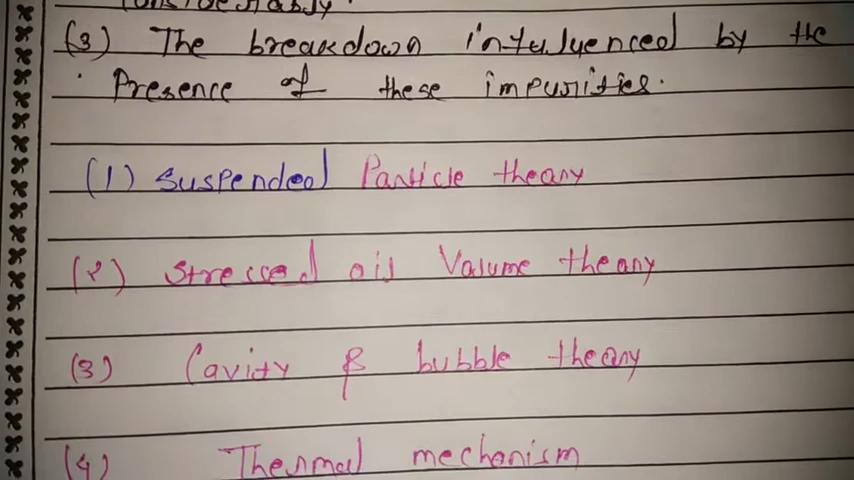 considerably.
(3) The breakdown influenced by the
Presence of these impurities.
(1) Suspended Particle theory
(2) Stressed oil Volume theory
(3) Cavity & bubble theory
(4) Thermal mechanism